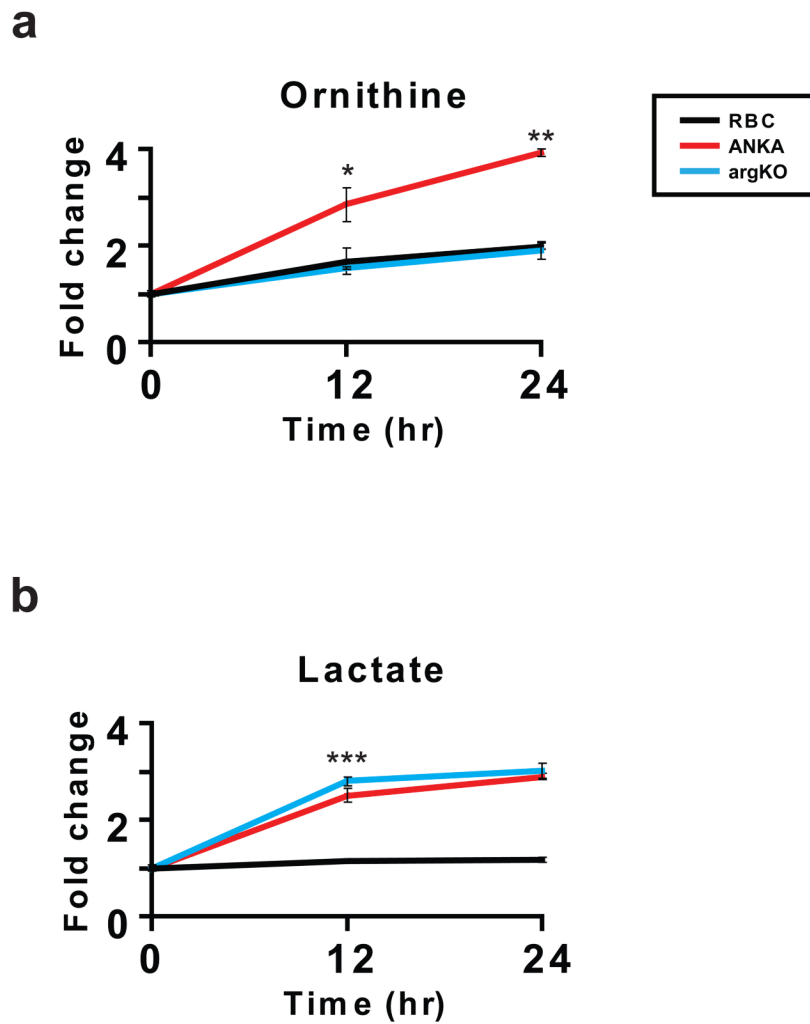 a
Ornithine
RBC
ANKA
argKO
Fold change
4
2
0
*
**
0 12 24
Time (hr)
b
Lactate
Fold change
4
2
0
***
0 12 24
Time (hr)